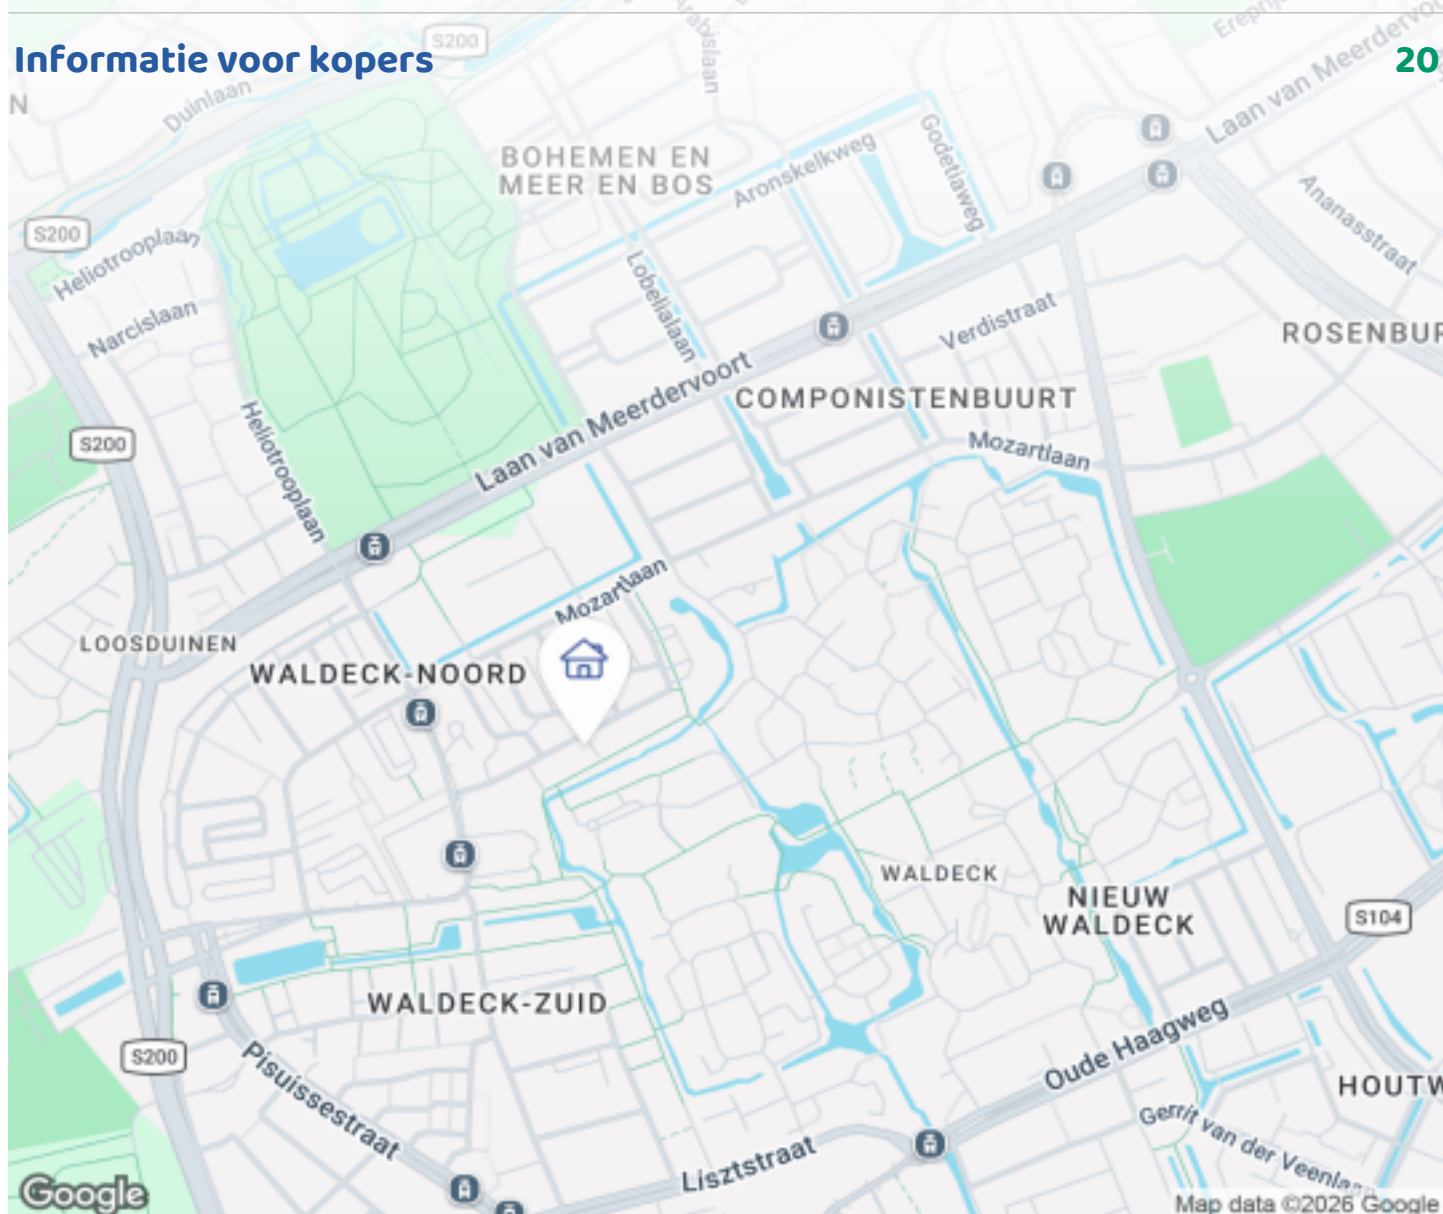 Informatie voor kopers
20
S200
Arabislaan
Laan van Meerdervoort
N
Duinlaan
BOHEMEN EN
MEER EN BOS
Aronskelkweg
Godetiaweg
Ananasstraat
S200
Heliotrooplaan
Narcislaan
Lobelialaan
Verdistraat
ROSENBUR
Laan van Meerdervoort
COMPONISTENBUURT
S200
Heliotrooplaan
Mozartlaan
Mozartlaan
LOOSDUINEN
WALDECK-NOORD
WALDECK
NIEUW
WALDECK
S104
WALDECK-ZUID
S200
Pisuissestraat
Oude Haagweg
HOUTW
Gerrit van der Veenlaan
Lisztstraat
Google
Map data ©2026 Google